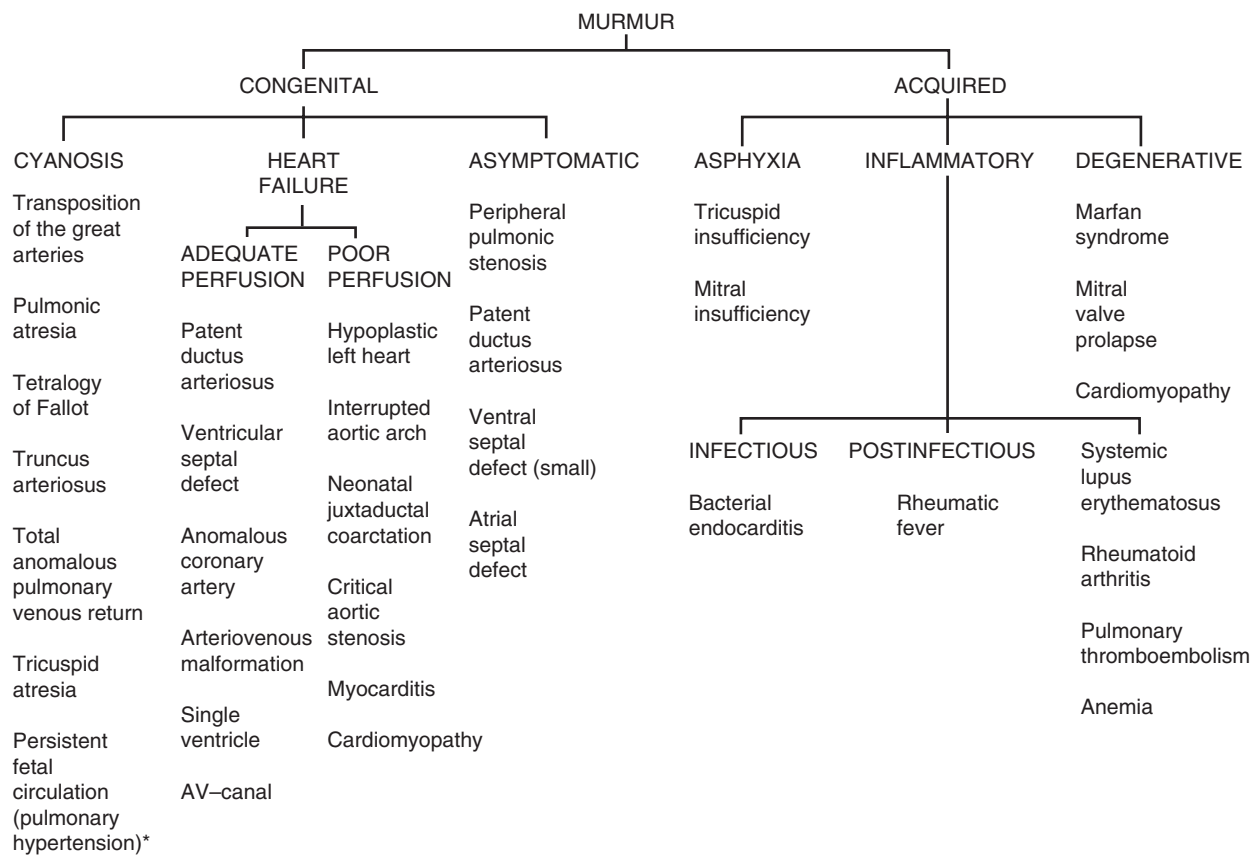 MURMUR
CONGENITAL
ACQUIRED
CYANOSIS
Transposition
of the great
arteries
Pulmonic
atresia
Tetralogy
of Fallot
Truncus
arteriosus
Total
anomalous
pulmonary
venous return
Tricuspid
atresia
Persistent
fetal
circulation
(pulmonary
hypertension)*
HEART
FAILURE
ADEQUATE
PERFUSION
Patent
ductus
arteriosus
Ventricular
septal
defect
Anomalous
coronary
artery
Arteriovenous
malformation
Single
ventricle
AV–canal
POOR
PERFUSION
Hypoplastic
left heart
Interrupted
aortic arch
Neonatal
juxtaductal
coarctation
Critical
aortic
stenosis
Myocarditis
Cardiomyopathy
ASYMPTOMATIC
Peripheral
pulmonic
stenosis
Patent
ductus
arteriosus
Ventral
septal
defect (small)
Atrial
septal
defect
ASPHYXIA
Tricuspid
insufficiency
Mitral
insufficiency
INFLAMMATORY
INFECTIOUS
Bacterial
endocarditis
POSTINFECTIOUS
Rheumatic
fever
DEGENERATIVE
Marfan
syndrome
Mitral
valve
prolapse
Cardiomyopathy
Systemic
lupus
erythematosus
Rheumatoid
arthritis
Pulmonary
thromboembolism
Anemia